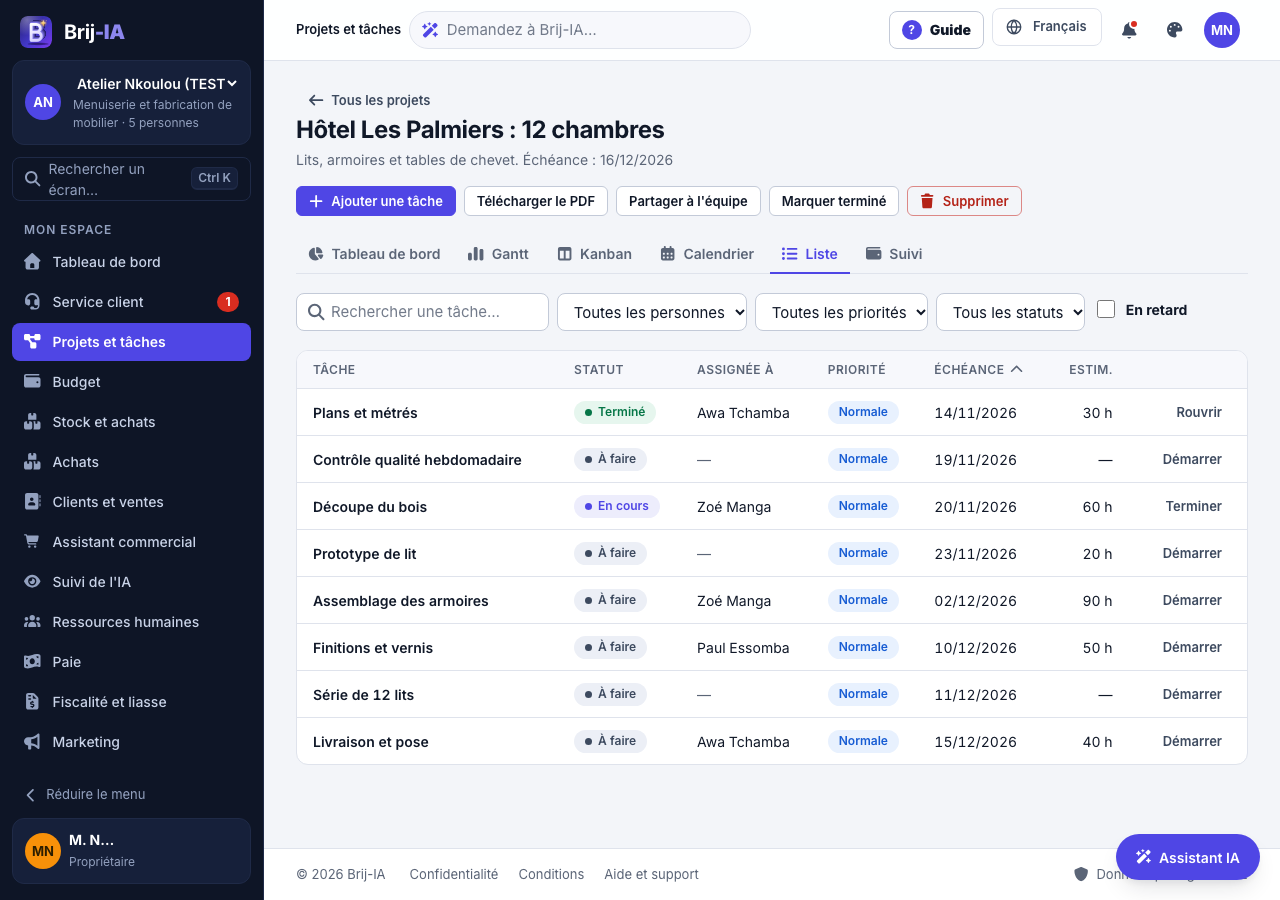 Brij-IA
AN
Atelier Nkoulou (TEST
Menuiserie et fabrication de
mobilier · 5 personnes
Rechercher un
écran...
Ctrl K
MON ESPACE
Tableau de bord
Service client
1
Projets et tâches
Budget
Stock et achats
Achats
Clients et ventes
Assistant commercial
Suivi de l'IA
Ressources humaines
Paie
Fiscalité et liasse
Marketing
Réduire le menu
MN
M. N...
Propriétaire
Projets et tâches
Demandez à Brij-IA...
? Guide
Français
MN
Tous les projets
Hôtel Les Palmiers : 12 chambres
Lits, armoires et tables de chevet. Échéance : 16/12/2026
Ajouter une tâche
Télécharger le PDF
Partager à l'équipe
Marquer terminé
Supprimer
Tableau de bord
Gantt
Kanban
Calendrier
Liste
Suivi
Rechercher une tâche...
Toutes les personnes
Toutes les priorités
Tous les statuts
En retard
TÂCHE STATUT ASSIGNÉE À PRIORITÉ ÉCHÉANCE ESTIM.
Plans et métrés Terminé Awa Tchamba Normale 14/11/2026 30 h Rouvrir
Contrôle qualité hebdomadaire À faire — Normale 19/11/2026 — Démarrer
Découpe du bois En cours Zoé Manga Normale 20/11/2026 60 h Terminer
Prototype de lit À faire — Normale 23/11/2026 20 h Démarrer
Assemblage des armoires À faire Zoé Manga Normale 02/12/2026 90 h Démarrer
Finitions et vernis À faire Paul Essomba Normale 10/12/2026 50 h Démarrer
Série de 12 lits À faire — Normale 11/12/2026 — Démarrer
Livraison et pose À faire Awa Tchamba Normale 15/12/2026 40 h Démarrer
© 2026 Brij-IA
Confidentialité
Conditions
Aide et support
Assistant IA